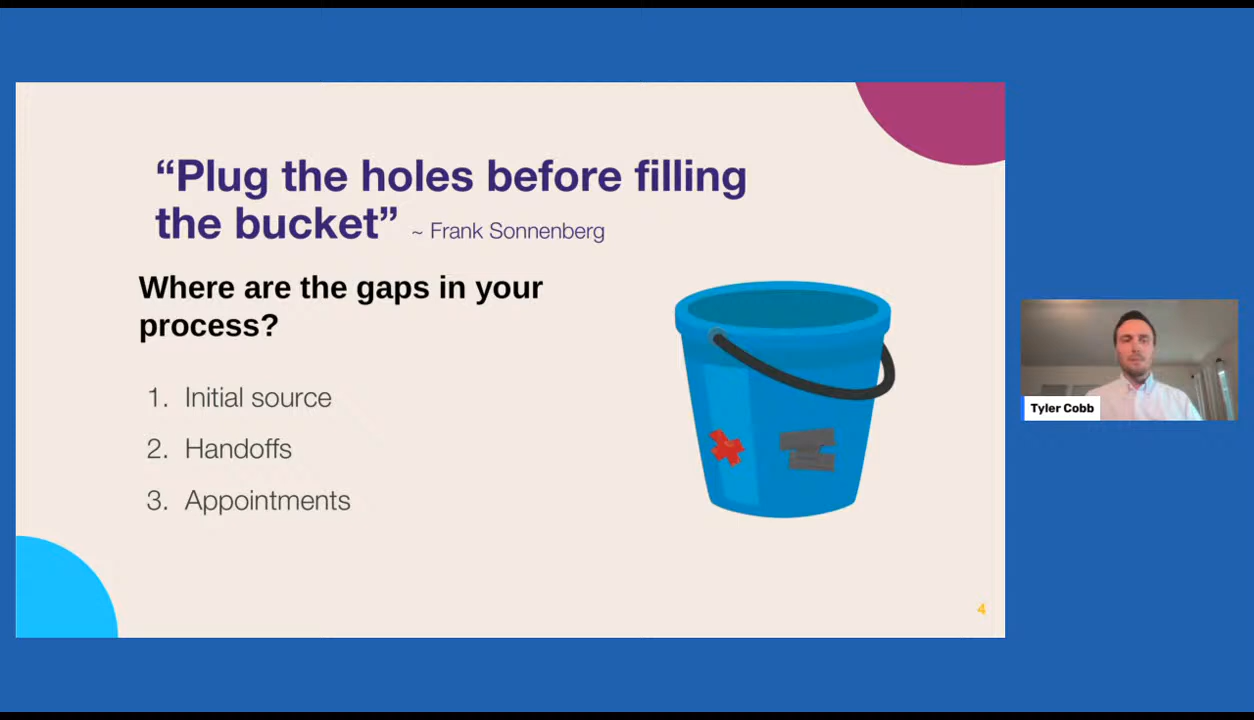 “Plug the holes before filling
the bucket” ~ Frank Sonnenberg
Where are the gaps in your
process?
1. Initial source
2. Handoffs
3. Appointments
4
Tyler Cobb